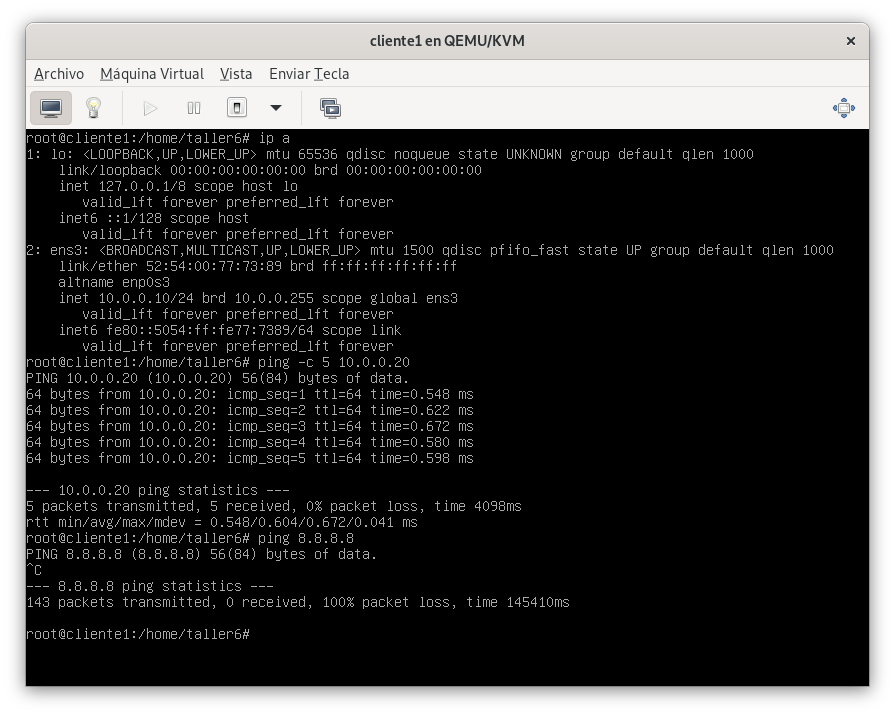 cliente1 en QEMU/KVM
Archivo Máquina Virtual Vista Enviar Tecla
root@cliente1:/home/taller6# ip a
1: lo: <LOOPBACK,UP,LOWER_UP> mtu 65536 qdisc noqueue state UNKNOWN group default qlen 1000
    link/loopback 00:00:00:00:00:00 brd 00:00:00:00:00:00
    inet 127.0.0.1/8 scope host lo
       valid_lft forever preferred_lft forever
    inet6 ::1/128 scope host
       valid_lft forever preferred_lft forever
2: ens3: <BROADCAST,MULTICAST,UP,LOWER_UP> mtu 1500 qdisc pfifo_fast state UP group default qlen 1000
    link/ether 52:54:00:77:73:89 brd ff:ff:ff:ff:ff:ff
    altname enp0s3
    inet 10.0.0.10/24 brd 10.0.0.255 scope global ens3
       valid_lft forever preferred_lft forever
    inet6 fe80::5054:ff:fe77:7389/64 scope link
       valid_lft forever preferred_lft forever
root@cliente1:/home/taller6# ping -c 5 10.0.0.20
PING 10.0.0.20 (10.0.0.20) 56(84) bytes of data.
64 bytes from 10.0.0.20: icmp_seq=1 ttl=64 time=0.548 ms
64 bytes from 10.0.0.20: icmp_seq=2 ttl=64 time=0.622 ms
64 bytes from 10.0.0.20: icmp_seq=3 ttl=64 time=0.672 ms
64 bytes from 10.0.0.20: icmp_seq=4 ttl=64 time=0.580 ms
64 bytes from 10.0.0.20: icmp_seq=5 ttl=64 time=0.598 ms

--- 10.0.0.20 ping statistics ---
5 packets transmitted, 5 received, 0% packet loss, time 4098ms
rtt min/avg/max/mdev = 0.548/0.604/0.672/0.041 ms
root@cliente1:/home/taller6# ping 8.8.8.8
PING 8.8.8.8 (8.8.8.8) 56(84) bytes of data.
^C
--- 8.8.8.8 ping statistics ---
143 packets transmitted, 0 received, 100% packet loss, time 145410ms

root@cliente1:/home/taller6#